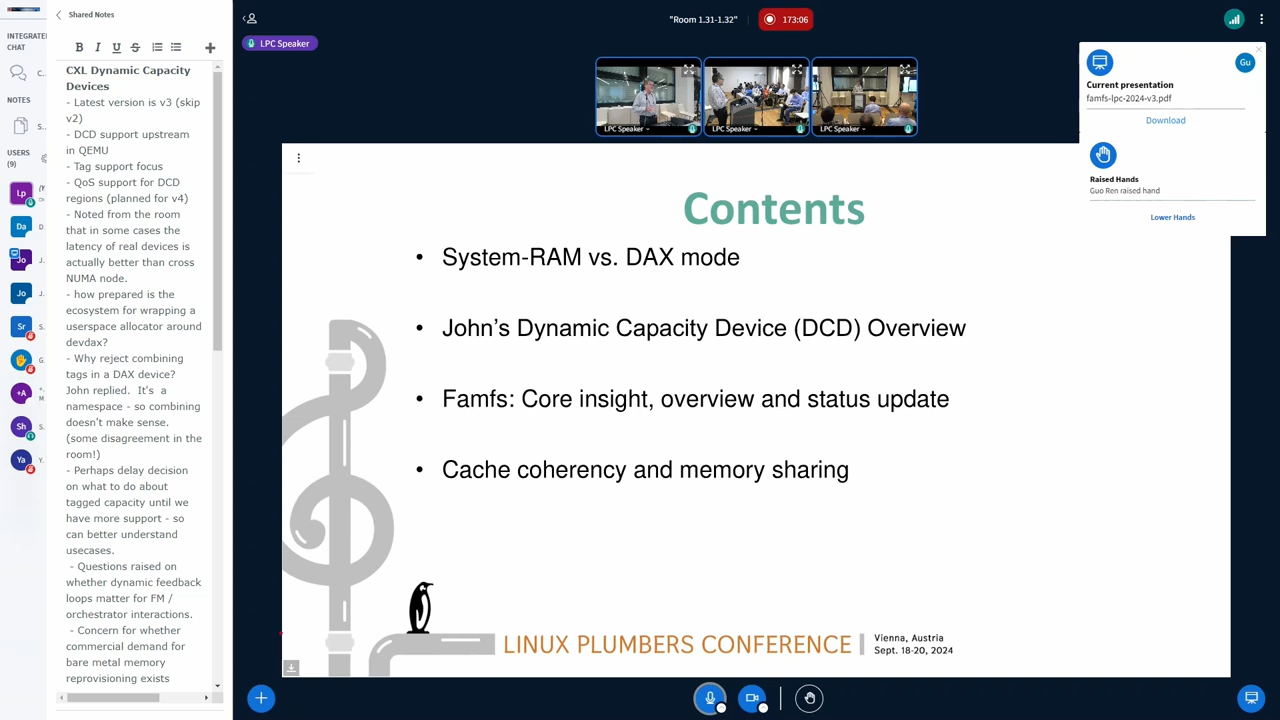 INTEGRATE
CHAT
C..
NOTES
S..
USERS
(9)
Lp
Da
D.
Jo
J.
Sr
S.
G.
+A
M
Sh
S.
Ya
Y.
Shared Notes
B I U S
CXL Dynamic Capacity
Devices
- Latest version is v3 (skip
v2)
- DCD support upstream
in QEMU
- Tag support focus
- QoS support for DCD
regions (planned for v4)
- Noted from the room
that in some cases the
latency of real devices is
actually better than cross
NUMA node.
- how prepared is the
ecosystem for wrapping a
userspace allocator around
devdax?
- Why reject combining
tags in a DAX device?
John replied. It's a
namespace - so combining
doesn't make sense.
(some disagreement in the
room!)
- Perhaps delay decision
on what to do about
tagged capacity until we
have more support - so
can better understand
usecases.
- Questions raised on
whether dynamic feedback
loops matter for FM /
orchestrator interactions.
- Concern for whether
commercial demand for
bare metal memory
reprovisioning exists
"Room 1.31-1.32"
173:06
LPC Speaker
LPC Speaker
LPC Speaker
LPC Speaker
Contents
• System-RAM vs. DAX mode
• John’s Dynamic Capacity Device (DCD) Overview
• Famfs: Core insight, overview and status update
• Cache coherency and memory sharing
LINUX PLUMBERS CONFERENCE
Vienna, Austria
Sept. 18-20, 2024
Gu
Current presentation
famfs-lpc-2024-v3.pdf
Download
Raised Hands
Guo Ren raised hand
Lower Hands